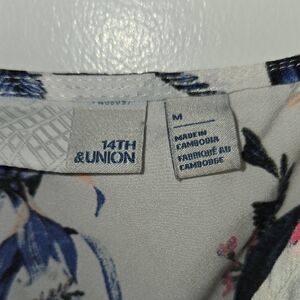 14TH
&UNION
M
MADE IN
CAMBODIA
FABRIQUÉ AU
CAMBODGE